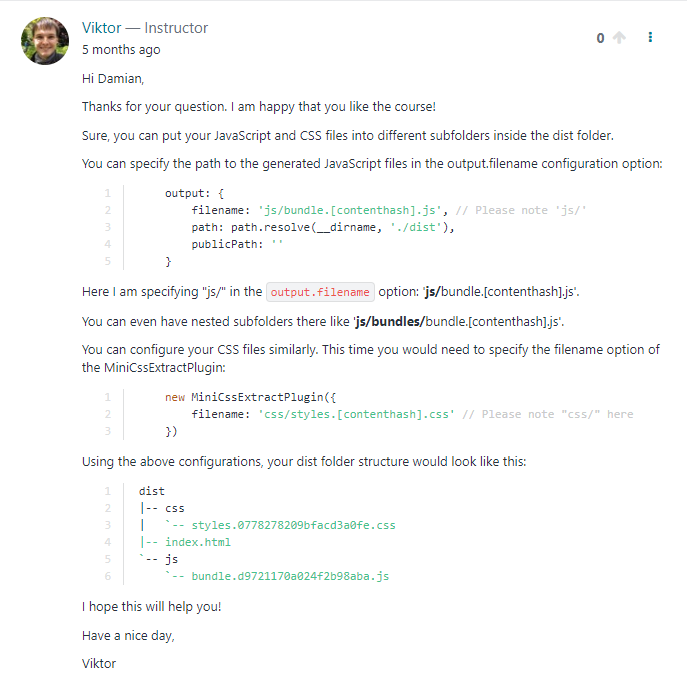 Viktor — Instructor
5 months ago
0
Hi Damian,
Thanks for your question. I am happy that you like the course!
Sure, you can put your JavaScript and CSS files into different subfolders inside the dist folder.
You can specify the path to the generated JavaScript files in the output.filename configuration option:
1 output: {
2 filename: 'js/bundle.[contenthash].js', // Please note 'js/'
3 path: path.resolve(__dirname, './dist'),
4 publicPath: ''
5 }
Here I am specifying "js/" in the output.filename option: 'js/bundle.[contenthash].js'.
You can even have nested subfolders there like 'js/bundles/bundle.[contenthash].js'.
You can configure your CSS files similarly. This time you would need to specify the filename option of
the MiniCssExtractPlugin:
1 new MiniCssExtractPlugin({
2 filename: 'css/styles.[contenthash].css' // Please note "css/" here
3 })
Using the above configurations, your dist folder structure would look like this:
1 dist
2 |-- css
3 |   `-- styles.0778278209bfacd3a0fe.css
4 |-- index.html
5 `-- js
6     `-- bundle.d9721170a024f2b98aba.js
I hope this will help you!
Have a nice day,
Viktor